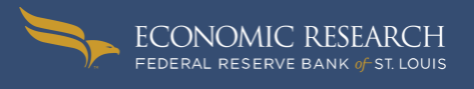 ECONOMIC RESEARCH
FEDERAL RESERVE BANK of ST. LOUIS